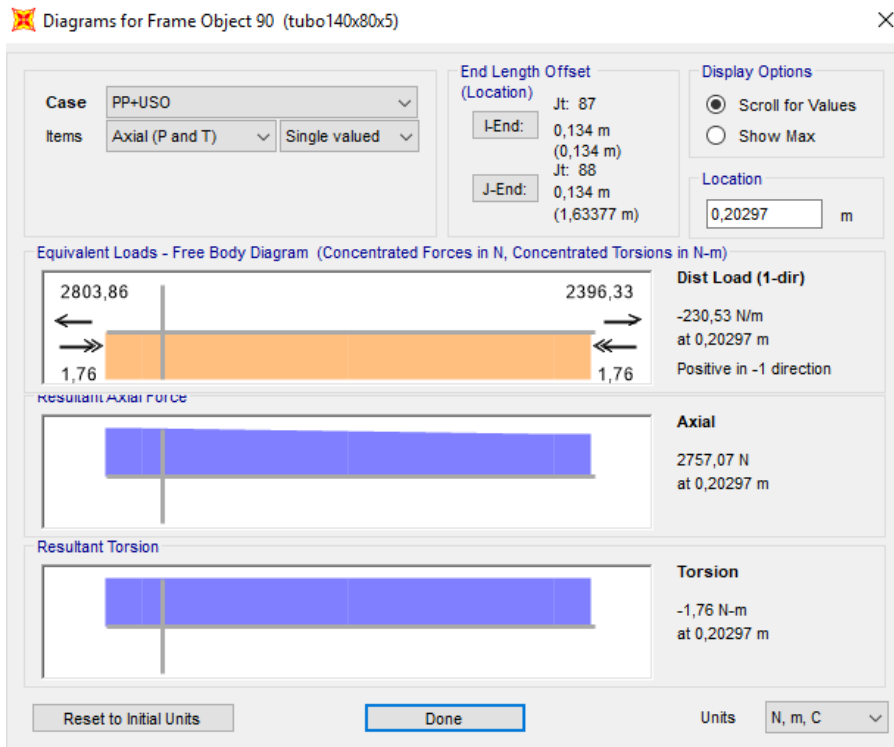 Diagrams for Frame Object 90 (tubo140x80x5)
Case PP+USO
Items Axial (P and T) Single valued
End Length Offset
(Location)
Jt: 87
I-End: 0,134 m
(0,134 m)
Jt: 88
J-End: 0,134 m
(1,63377 m)
Display Options
Scroll for Values
Show Max
Location
0,20297 m
Equivalent Loads - Free Body Diagram (Concentrated Forces in N, Concentrated Torsions in N-m)
2803,86 2396,33
1,76 1,76
Dist Load (1-dir)
-230,53 N/m
at 0,20297 m
Positive in -1 direction
Resultant Axial Force
Axial
2757,07 N
at 0,20297 m
Resultant Torsion
Torsion
-1,76 N-m
at 0,20297 m
Reset to Initial Units Done Units N, m, C